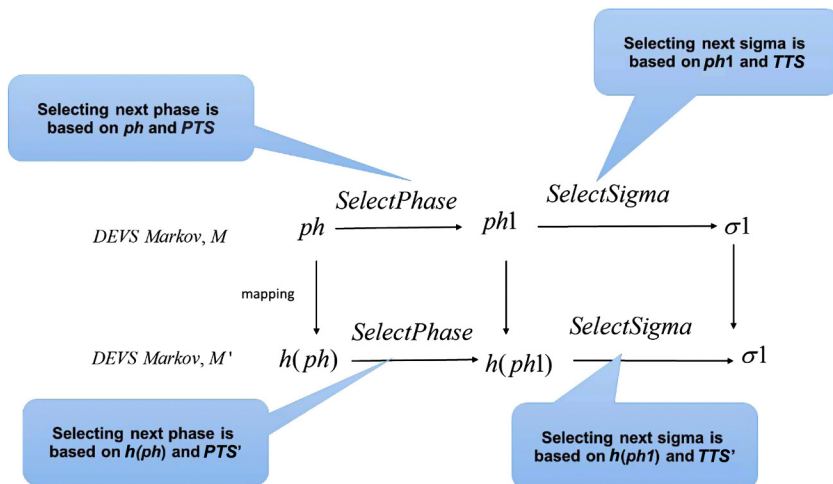 Selecting next sigma is
based on ph1 and TTS
Selecting next phase is
based on ph and PTS
SelectPhase
SelectSigma
DEVS Markov, M
ph
ph1
σ1
mapping
SelectPhase
SelectSigma
DEVS Markov, M'
h(ph)
h(ph1)
σ1
Selecting next phase is
based on h(ph) and PTS’
Selecting next sigma is
based on h(ph1) and TTS’